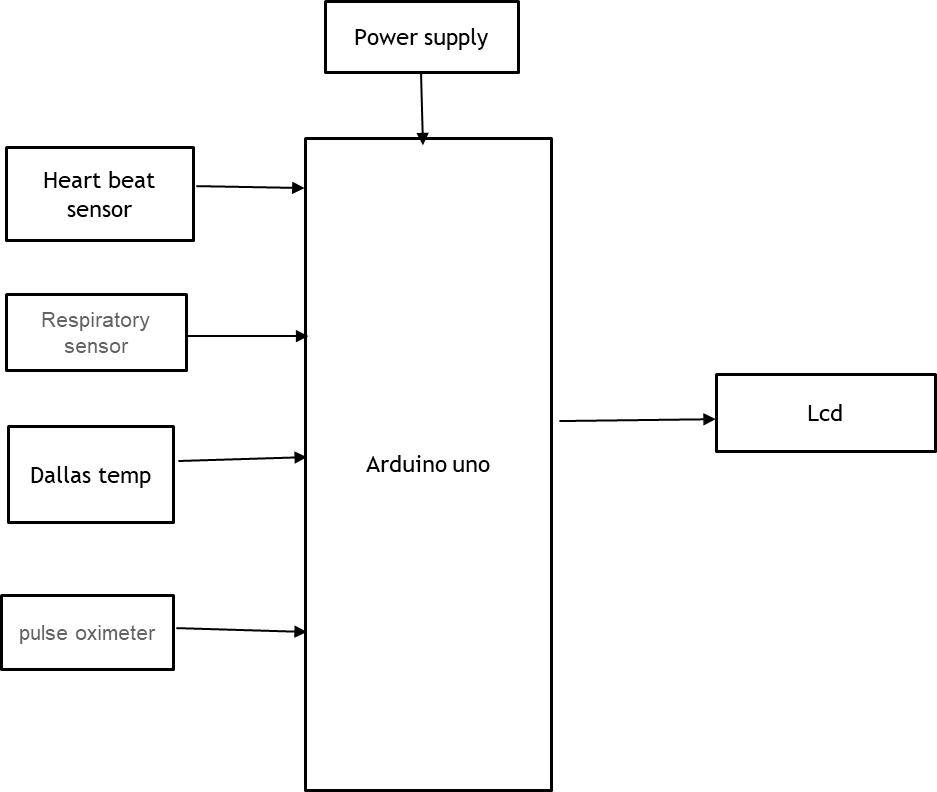 Power supply
Heart beat
sensor
Respiratory
sensor
Dallas temp
pulse oximeter
Arduino uno
Lcd